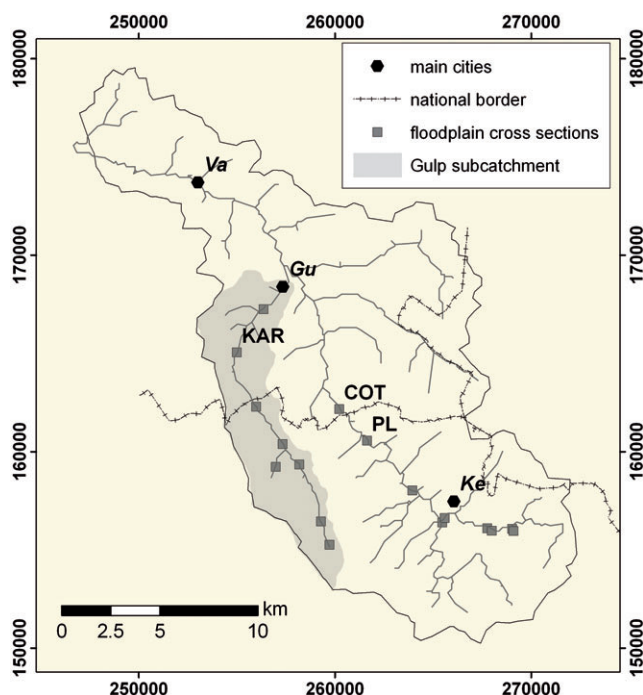 250000 260000 270000
180000 180000
main cities
national border
floodplain cross sections
Gulp subcatchment
Va
170000 170000
Gu
KAR
COT
PL
160000 160000
Ke
km
0 2.5 5 10
150000 150000
250000 260000 270000